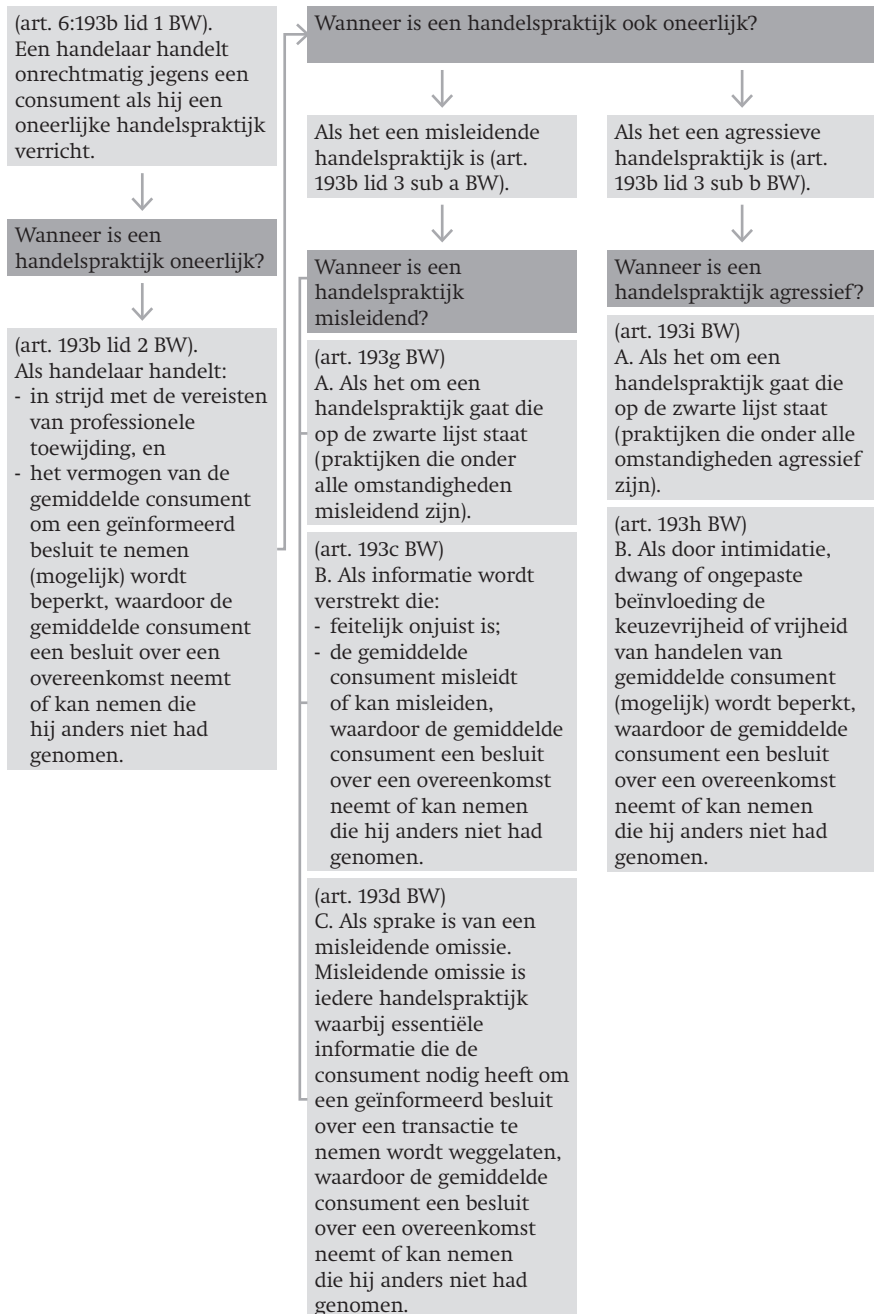 (art. 6:193b lid 1 BW).
Een handelaar handelt
onrechtmatig jegens een
consument als hij een
oneerlijke handelspraktijk
verricht.
Wanneer is een
handelspraktijk oneerlijk?
(art. 193b lid 2 BW).
Als handelaar handelt:
- in strijd met de vereisten
van professionele
toewijding, en
- het vermogen van de
gemiddelde consument
om een geïnformeerd
besluit te nemen
(mogelijk) wordt
beperkt, waardoor de
gemiddelde consument
een besluit over een
overeenkomst neemt
of kan nemen die
hij anders niet had
genomen.
Wanneer is een handelspraktijk ook oneerlijk?
Als het een misleidende
handelspraktijk is (art.
193b lid 3 sub a BW).
Wanneer is een
handelspraktijk
misleidend?
(art. 193g BW)
A. Als het om een
handelspraktijk gaat die
op de zwarte lijst staat
(praktijken die onder
alle omstandigheden
misleidend zijn).
(art. 193c BW)
B. Als informatie wordt
verstrekt die:
- feitelijk onjuist is;
- de gemiddelde
consument misleidt
of kan misleiden,
waardoor de gemiddelde
consument een besluit
over een overeenkomst
neemt of kan nemen
die hij anders niet had
genomen.
(art. 193d BW)
C. Als sprake is van een
misleidende omissie.
Misleidende omissie is
iedere handelspraktijk
waarbij essentiële
informatie die de
consument nodig heeft om
een geïnformeerd besluit
over een transactie te
nemen wordt weggelaten,
waardoor de gemiddelde
consument een besluit
over een overeenkomst
neemt of kan nemen
die hij anders niet had
genomen.
Als het een agressieve
handelspraktijk is (art.
193b lid 3 sub b BW).
Wanneer is een
handelspraktijk agressief?
(art. 193i BW)
A. Als het om een
handelspraktijk gaat die
op de zwarte lijst staat
(praktijken die onder alle
omstandigheden agressief
zijn).
(art. 193h BW)
B. Als door intimidatie,
dwang of ongepaste
beïnvloeding de
keuzevrijheid of vrijheid
van handelen van
gemiddelde consument
(mogelijk) wordt beperkt,
waardoor de gemiddelde
consument een besluit
over een overeenkomst
neemt of kan nemen
die hij anders niet had
genomen.